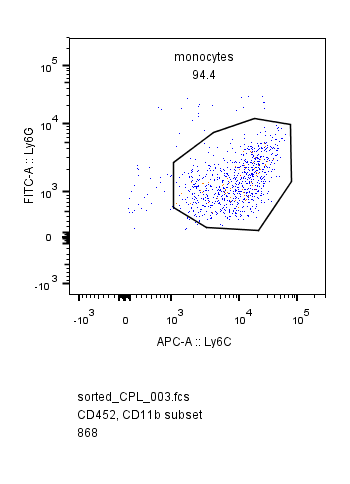 monocytes
94.4
10^5
10^4
10^3
0
-10^3
FITC-A :: Ly6G
-10^3 0 10^3 10^4 10^5
APC-A :: Ly6C
sorted_CPL_003.fcs
CD452, CD11b subset
868